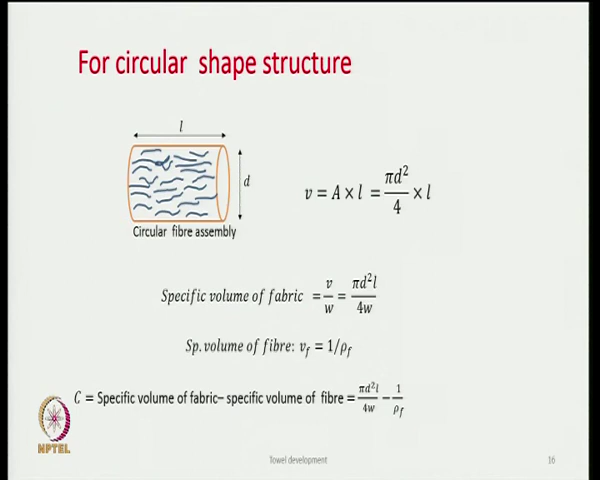 For circular shape structure
l
d
Circular fibre assembly
v = A × l = πd²/4 × l
Specific volume of fabric = v/w = πd²l/4w
Sp. volume of fibre: v_f = 1/ρ_f
C = Specific volume of fabric– specific volume of fibre = πd²l/4w − 1/ρ_f
NPTEL
Towel development
16